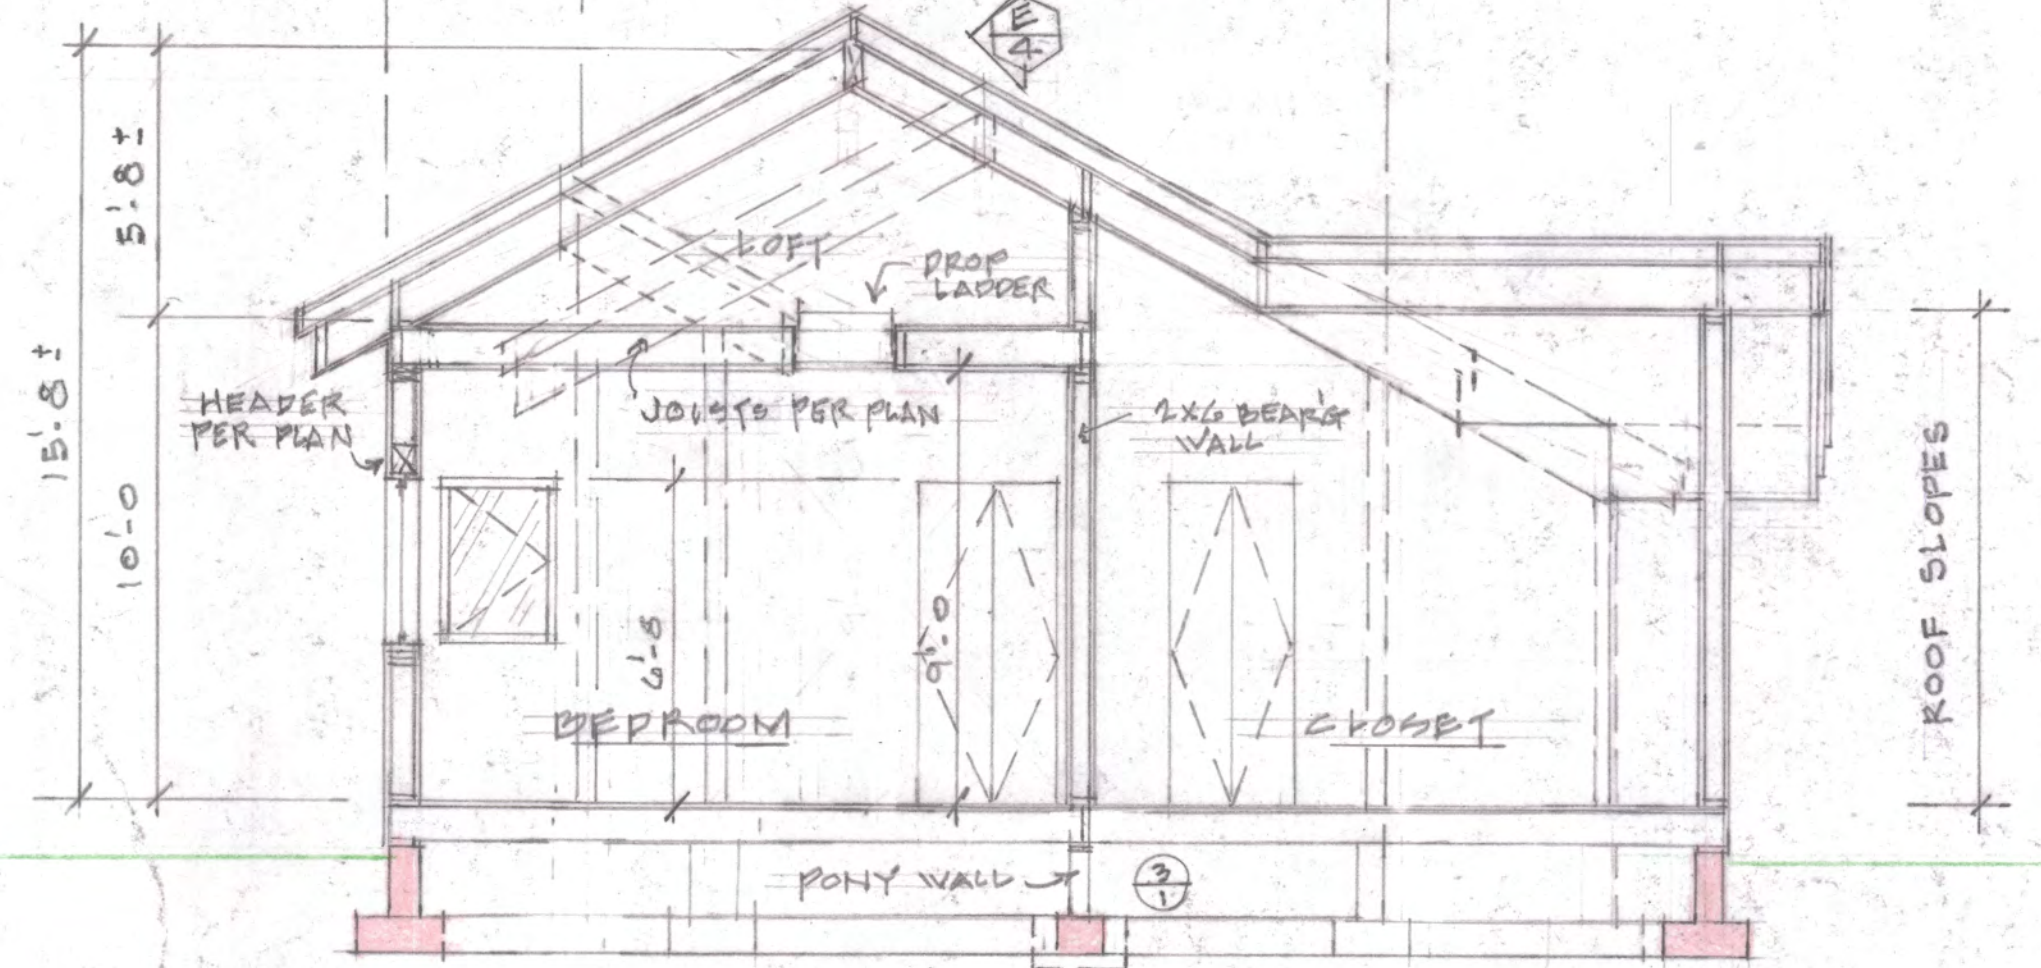 E
4
5'-8 ±
15'-8 ±
10'-0
LOFT
DROP
LADDER
HEADER
PER PLAN
JOISTS PER PLAN
2X6 BEAR'G
WALL
6'-8
9'-0
BEDROOM
CLOSET
ROOF SLOPES
PONY WALL
3
1